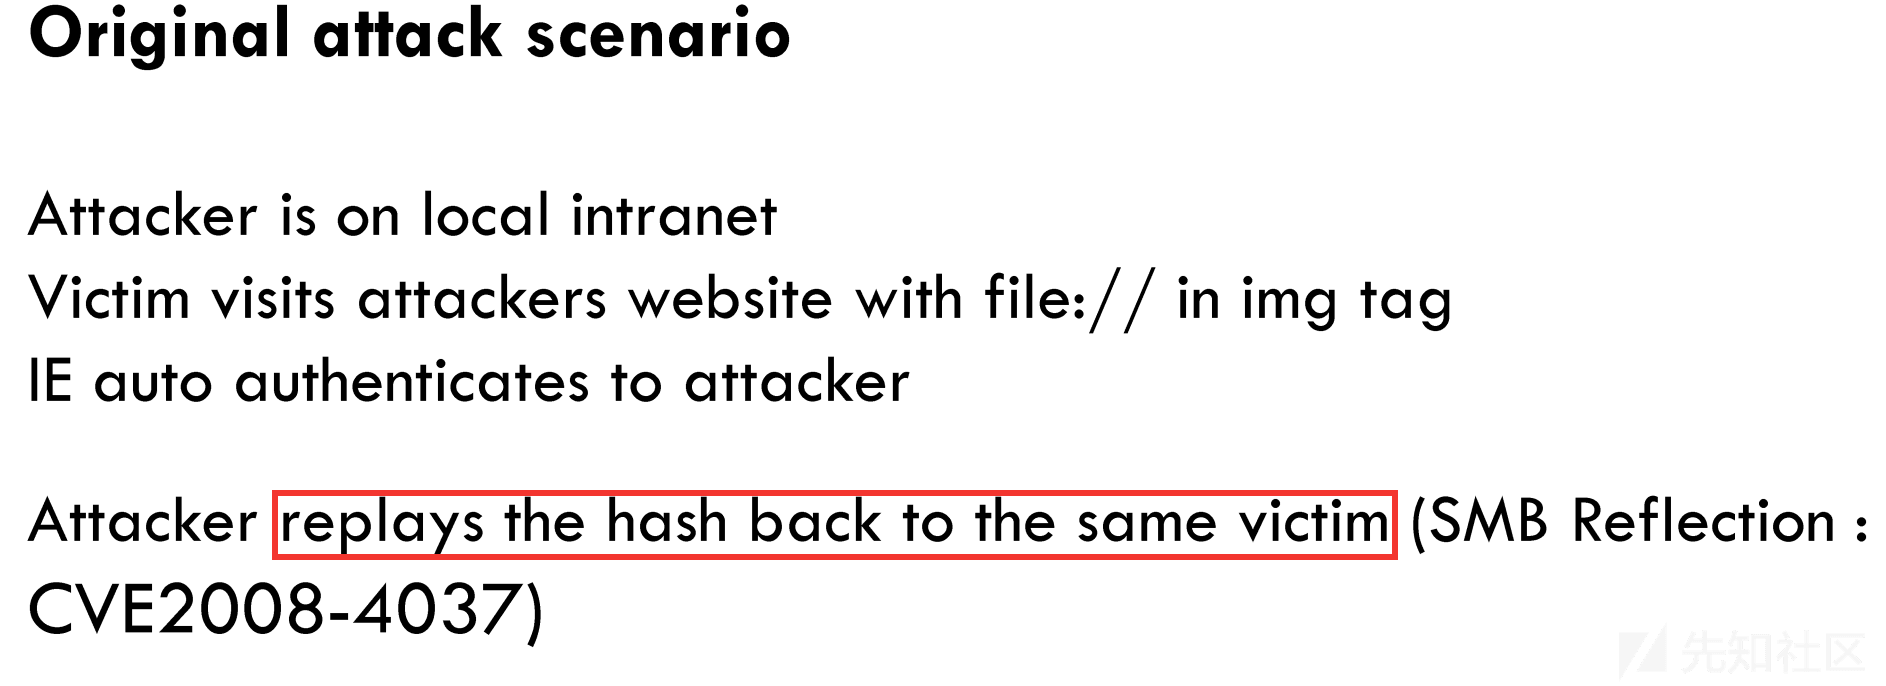 Original attack scenario
Attacker is on local intranet
Victim visits attackers website with file:// in img tag
IE auto authenticates to attacker
Attacker replays the hash back to the same victim (SMB Reflection :
CVE2008-4037)
先知社区